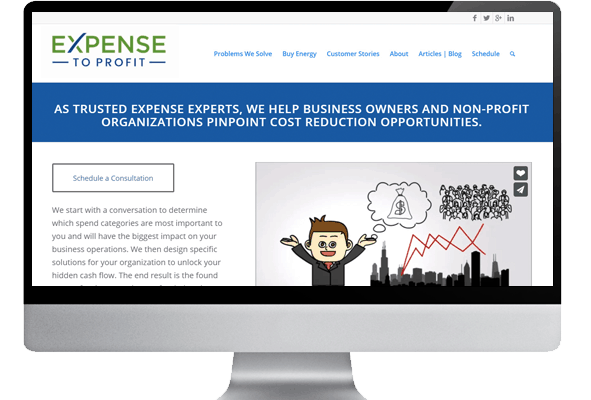 EXPENSE
TO PROFIT
Problems We Solve Buy Energy Customer Stories About Articles | Blog Schedule
AS TRUSTED EXPENSE EXPERTS, WE HELP BUSINESS OWNERS AND NON-PROFIT
ORGANIZATIONS PINPOINT COST REDUCTION OPPORTUNITIES.
Schedule a Consultation
We start with a conversation to determine
which spend categories are most important to
you and will have the biggest impact on your
business operations. We then design specific
solutions for your organization to unlock your
hidden cash flow. The end result is the found
$